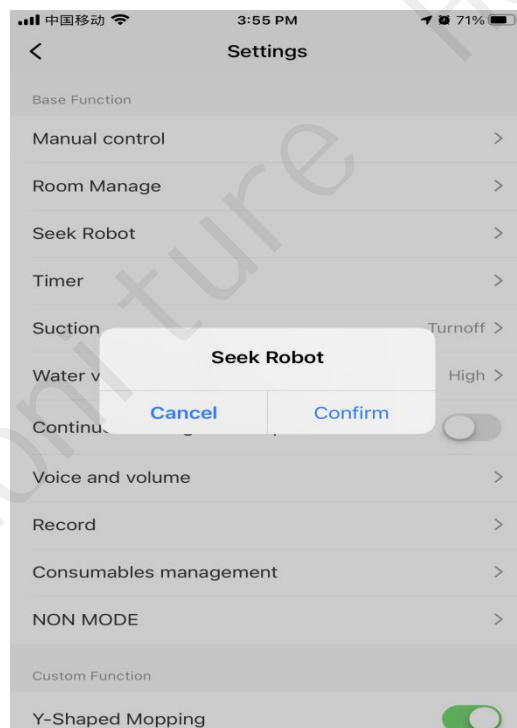 中国移动 3:55 PM 71%
Settings
Base Function
Manual control
Room Manage
Seek Robot
Timer
Suction Turnoff
Seek Robot
Water v High
Cancel Confirm
Continu
Voice and volume
Record
Consumables management
NON MODE
Custom Function
Y-Shaped Mopping